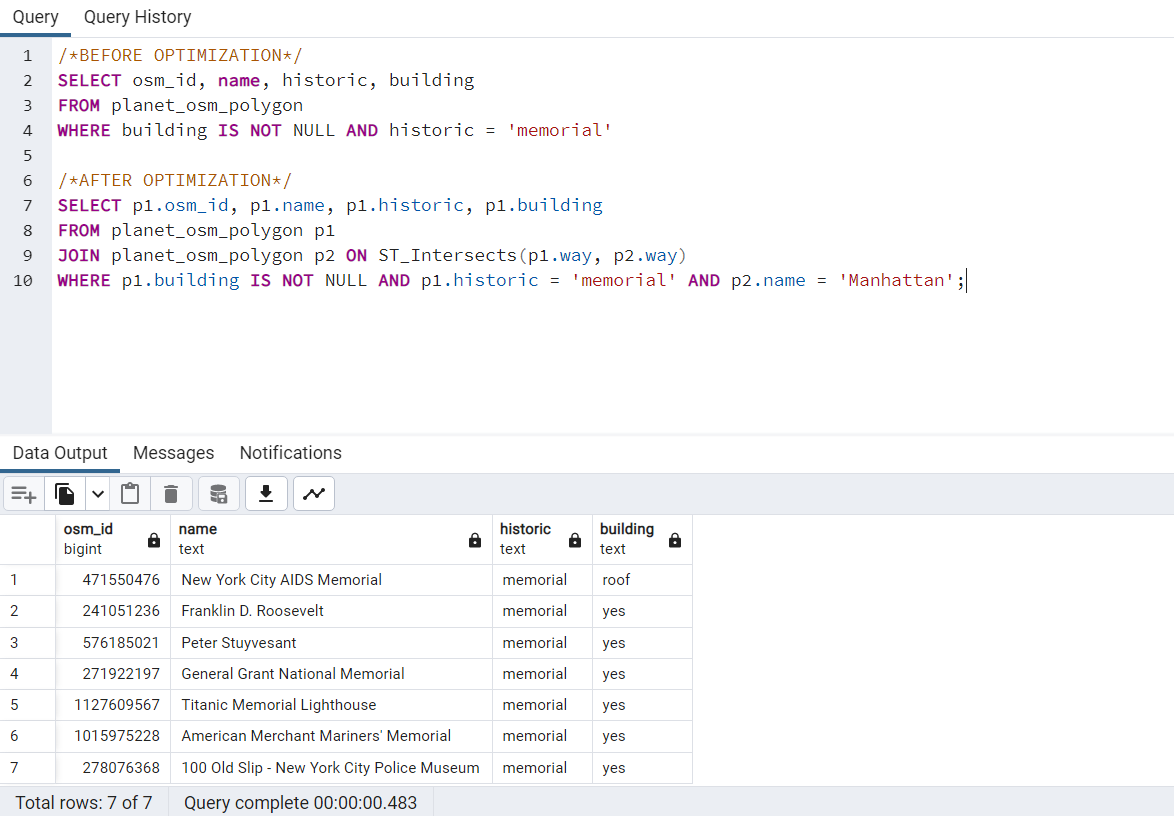 Query Query History
1 /*BEFORE OPTIMIZATION*/
2 SELECT osm_id, name, historic, building
3 FROM planet_osm_polygon
4 WHERE building IS NOT NULL AND historic = 'memorial'
5
6 /*AFTER OPTIMIZATION*/
7 SELECT p1.osm_id, p1.name, p1.historic, p1.building
8 FROM planet_osm_polygon p1
9 JOIN planet_osm_polygon p2 ON ST_Intersects(p1.way, p2.way)
10 WHERE p1.building IS NOT NULL AND p1.historic = 'memorial' AND p2.name = 'Manhattan';
Data Output Messages Notifications
osm_id name historic building
bigint text text text
1 471550476 New York City AIDS Memorial memorial roof
2 241051236 Franklin D. Roosevelt memorial yes
3 576185021 Peter Stuyvesant memorial yes
4 271922197 General Grant National Memorial memorial yes
5 1127609567 Titanic Memorial Lighthouse memorial yes
6 1015975228 American Merchant Mariners' Memorial memorial yes
7 278076368 100 Old Slip - New York City Police Museum memorial yes
Total rows: 7 of 7 Query complete 00:00:00.483